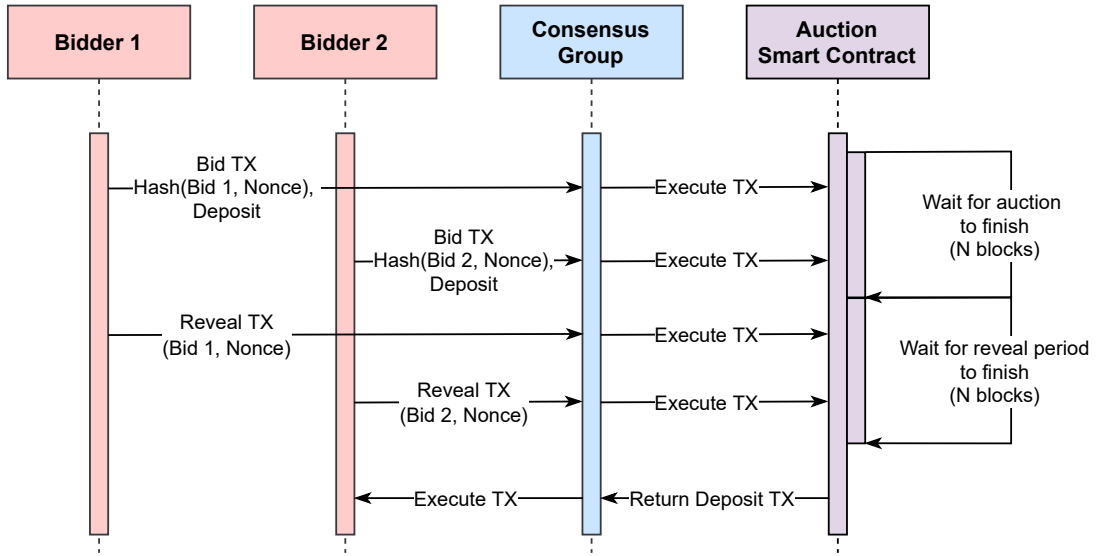 Bidder 1
Bidder 2
Consensus
Group
Auction
Smart Contract
Bid TX
Hash(Bid 1, Nonce),
Deposit
Execute TX
Wait for auction
to finish
(N blocks)
Bid TX
Hash(Bid 2, Nonce),
Deposit
Execute TX
Reveal TX
(Bid 1, Nonce)
Execute TX
Wait for reveal period
to finish
(N blocks)
Reveal TX
(Bid 2, Nonce)
Execute TX
Execute TX
Return Deposit TX